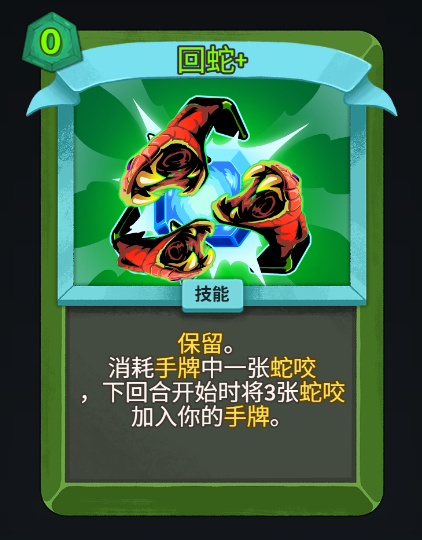 0
回蛇+
技能
保留。
消耗手牌中一张蛇咬
，下回合开始时将3张蛇咬
加入你的手牌。